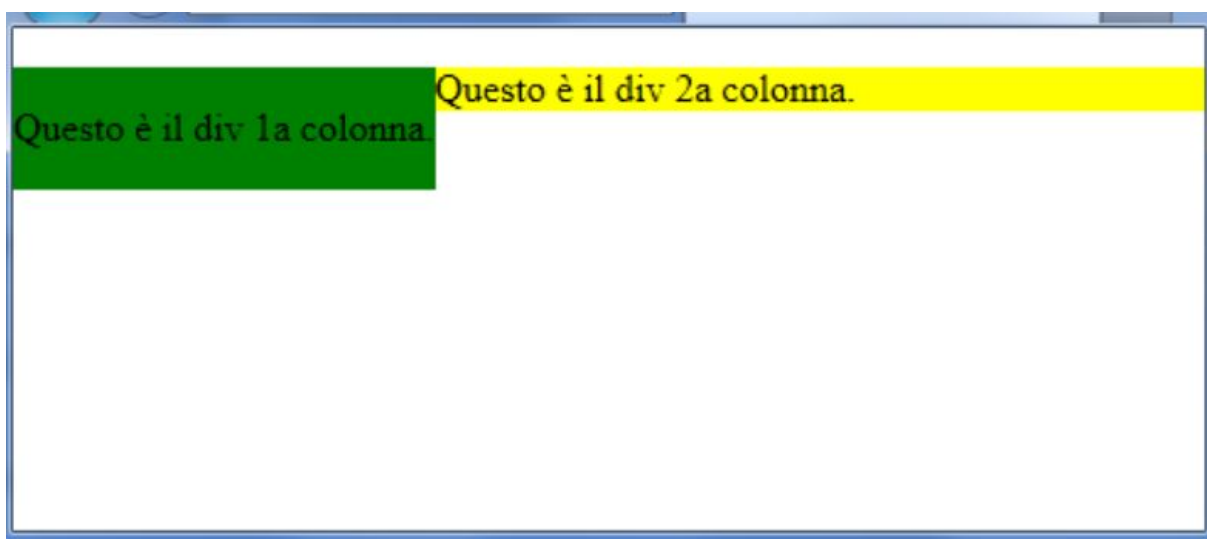 Questo è il div 1a colonna.
Questo è il div 2a colonna.